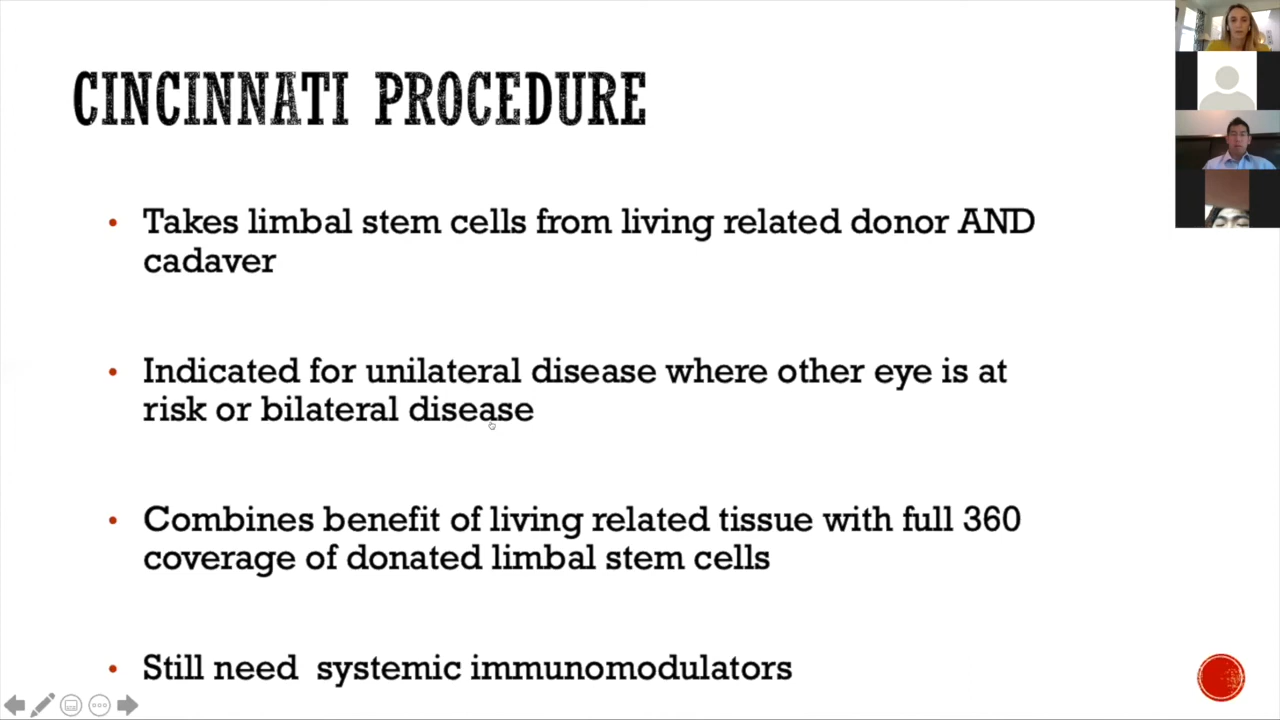 CINCINNATI PROCEDURE
• Takes limbal stem cells from living related donor AND
cadaver
• Indicated for unilateral disease where other eye is at
risk or bilateral disease
• Combines benefit of living related tissue with full 360
coverage of donated limbal stem cells
• Still need  systemic immunomodulators